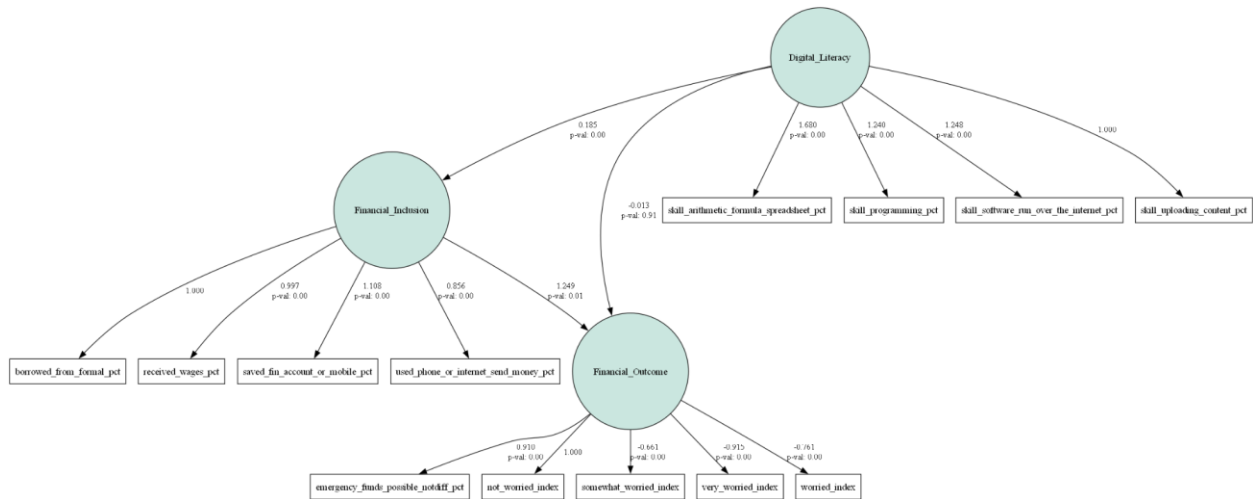 Digital_Literacy
0.185
p-val: 0.00
1.680
p-val: 0.00
1.240
p-val: 0.00
1.248
p-val: 0.00
1.000
Financial_Inclusion
-0.013
p-val: 0.91
skill_arithmetic_formula_spreadsheet_pct
skill_programming_pct
skill_software_run_over_the_internet_pct
skill_uploading_content_pct
1.000
0.997
p-val: 0.00
1.108
p-val: 0.00
0.856
p-val: 0.00
1.249
p-val: 0.01
borrowed_from_formal_pct
received_wages_pct
saved_fin_account_or_mobile_pct
used_phone_or_internet_send_money_pct
Financial_Outcome
0.910
p-val: 0.00
1.000
-0.661
p-val: 0.00
-0.915
p-val: 0.00
-0.761
p-val: 0.00
emergency_funds_possible_notdiff_pct
not_worried_index
somewhat_worried_index
very_worried_index
worried_index